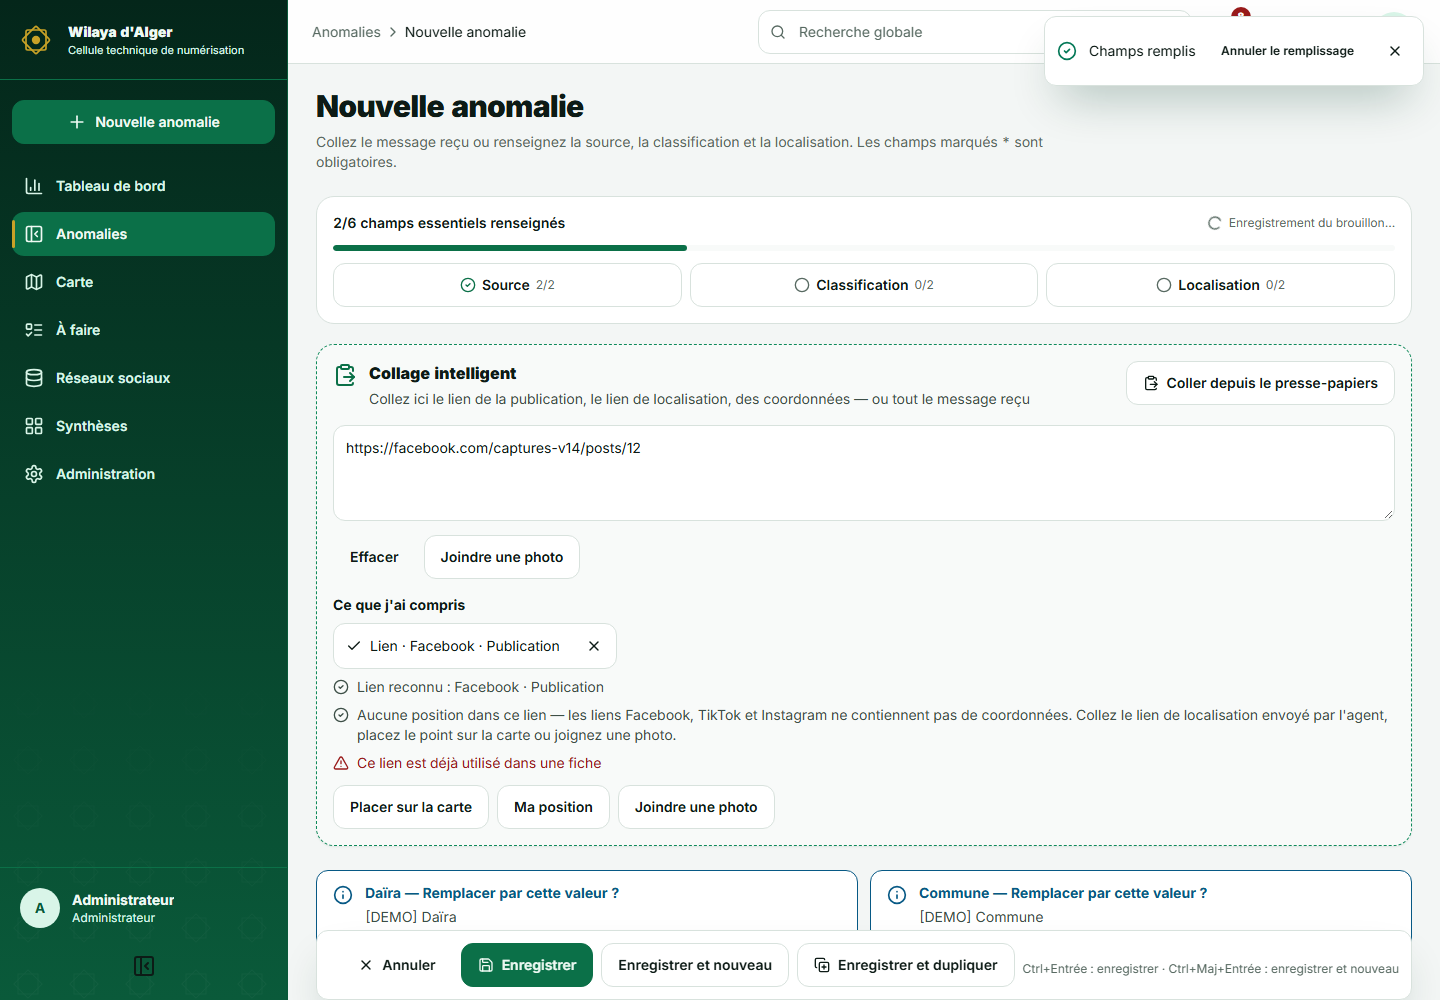 Wilaya d'Alger
Cellule technique de numérisation
Nouvelle anomalie
Tableau de bord
Anomalies
Carte
À faire
Réseaux sociaux
Synthèses
Administration
A
Administrateur
Administrateur
Anomalies > Nouvelle anomalie
Recherche globale
Champs remplis
Annuler le remplissage
Nouvelle anomalie
Collez le message reçu ou renseignez la source, la classification et la localisation. Les champs marqués * sont
obligatoires.
2/6 champs essentiels renseignés
Enregistrement du brouillon...
Source 2/2
Classification 0/2
Localisation 0/2
Collage intelligent
Collez ici le lien de la publication, le lien de localisation, des coordonnées — ou tout le message reçu
Coller depuis le presse-papiers
https://facebook.com/captures-v14/posts/12
Effacer
Joindre une photo
Ce que j'ai compris
Lien · Facebook · Publication
Lien reconnu : Facebook · Publication
Aucune position dans ce lien — les liens Facebook, TikTok et Instagram ne contiennent pas de coordonnées. Collez le lien de localisation envoyé par l'agent,
placez le point sur la carte ou joignez une photo.
Ce lien est déjà utilisé dans une fiche
Placer sur la carte
Ma position
Joindre une photo
Daïra — Remplacer par cette valeur ?
[DEMO] Daïra
Commune — Remplacer par cette valeur ?
[DEMO] Commune
Annuler
Enregistrer
Enregistrer et nouveau
Enregistrer et dupliquer
Ctrl+Entrée : enregistrer · Ctrl+Maj+Entrée : enregistrer et nouveau